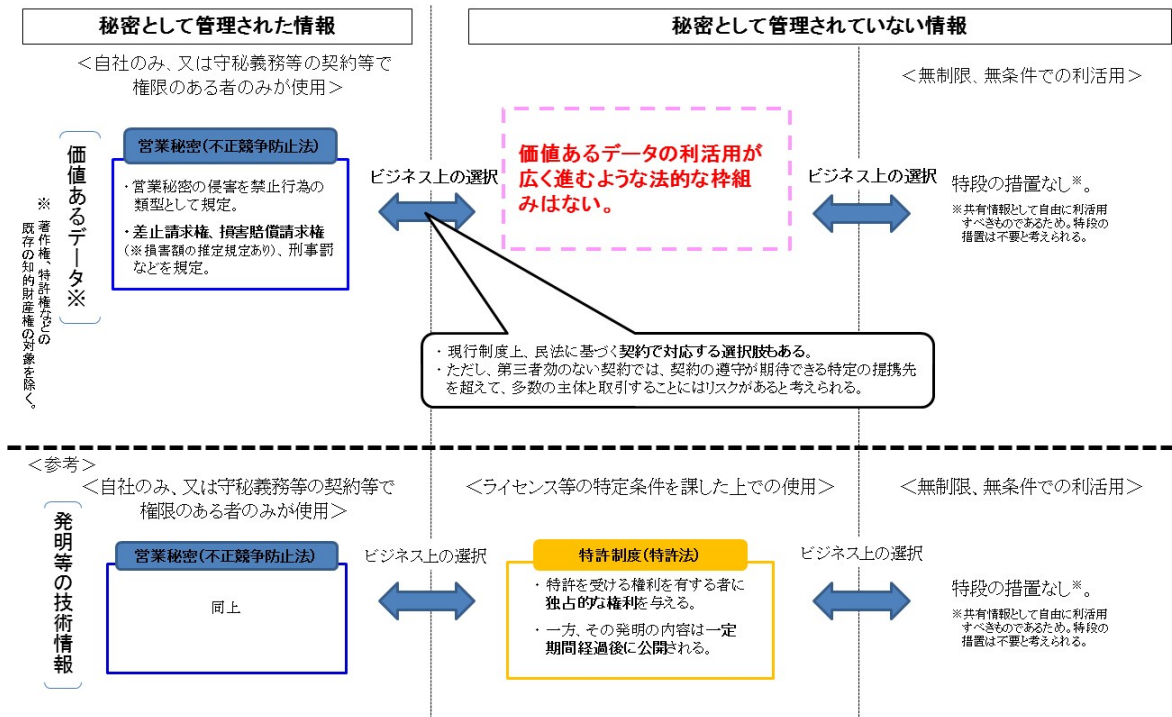 秘密として管理された情報
秘密として管理されていない情報
＜自社のみ、又は守秘義務等の契約等で
権限のある者のみが使用＞
＜無制限、無条件での利活用＞
価値あるデータ※
※ 著作権、特許権などの
既存の知的財産権の対象を除く。
営業秘密(不正競争防止法)
・営業秘密の侵害を禁止行為の
類型として規定。
・差止請求権、損害賠償請求権
(※損害額の推定規定あり)、刑事罰
などを規定。
ビジネス上の選択
価値あるデータの利活用が
広く進むような法的な枠組
みはない。
ビジネス上の選択
特段の措置なし※。
※共有情報として自由に利活用
すべきものであるため。特段の
措置は不要と考えられる。
・現行制度上、民法に基づく契約で対応する選択肢もある。
・ただし、第三者効のない契約では、契約の遵守が期待できる特定の提携先
を超えて、多数の主体と取引することにはリスクがあると考えられる。
＜参考＞
＜自社のみ、又は守秘義務等の契約等で
権限のある者のみが使用＞
＜ライセンス等の特定条件を課した上での使用＞
＜無制限、無条件での利活用＞
発明等の技術情報
営業秘密(不正競争防止法)
同上
ビジネス上の選択
特許制度(特許法)
・特許を受ける権利を有する者に
独占的な権利を与える。
・一方、その発明の内容は一定
期間経過後に公開される。
ビジネス上の選択
特段の措置なし※。
※共有情報として自由に利活用
すべきものであるため。特段の
措置は不要と考えられる。